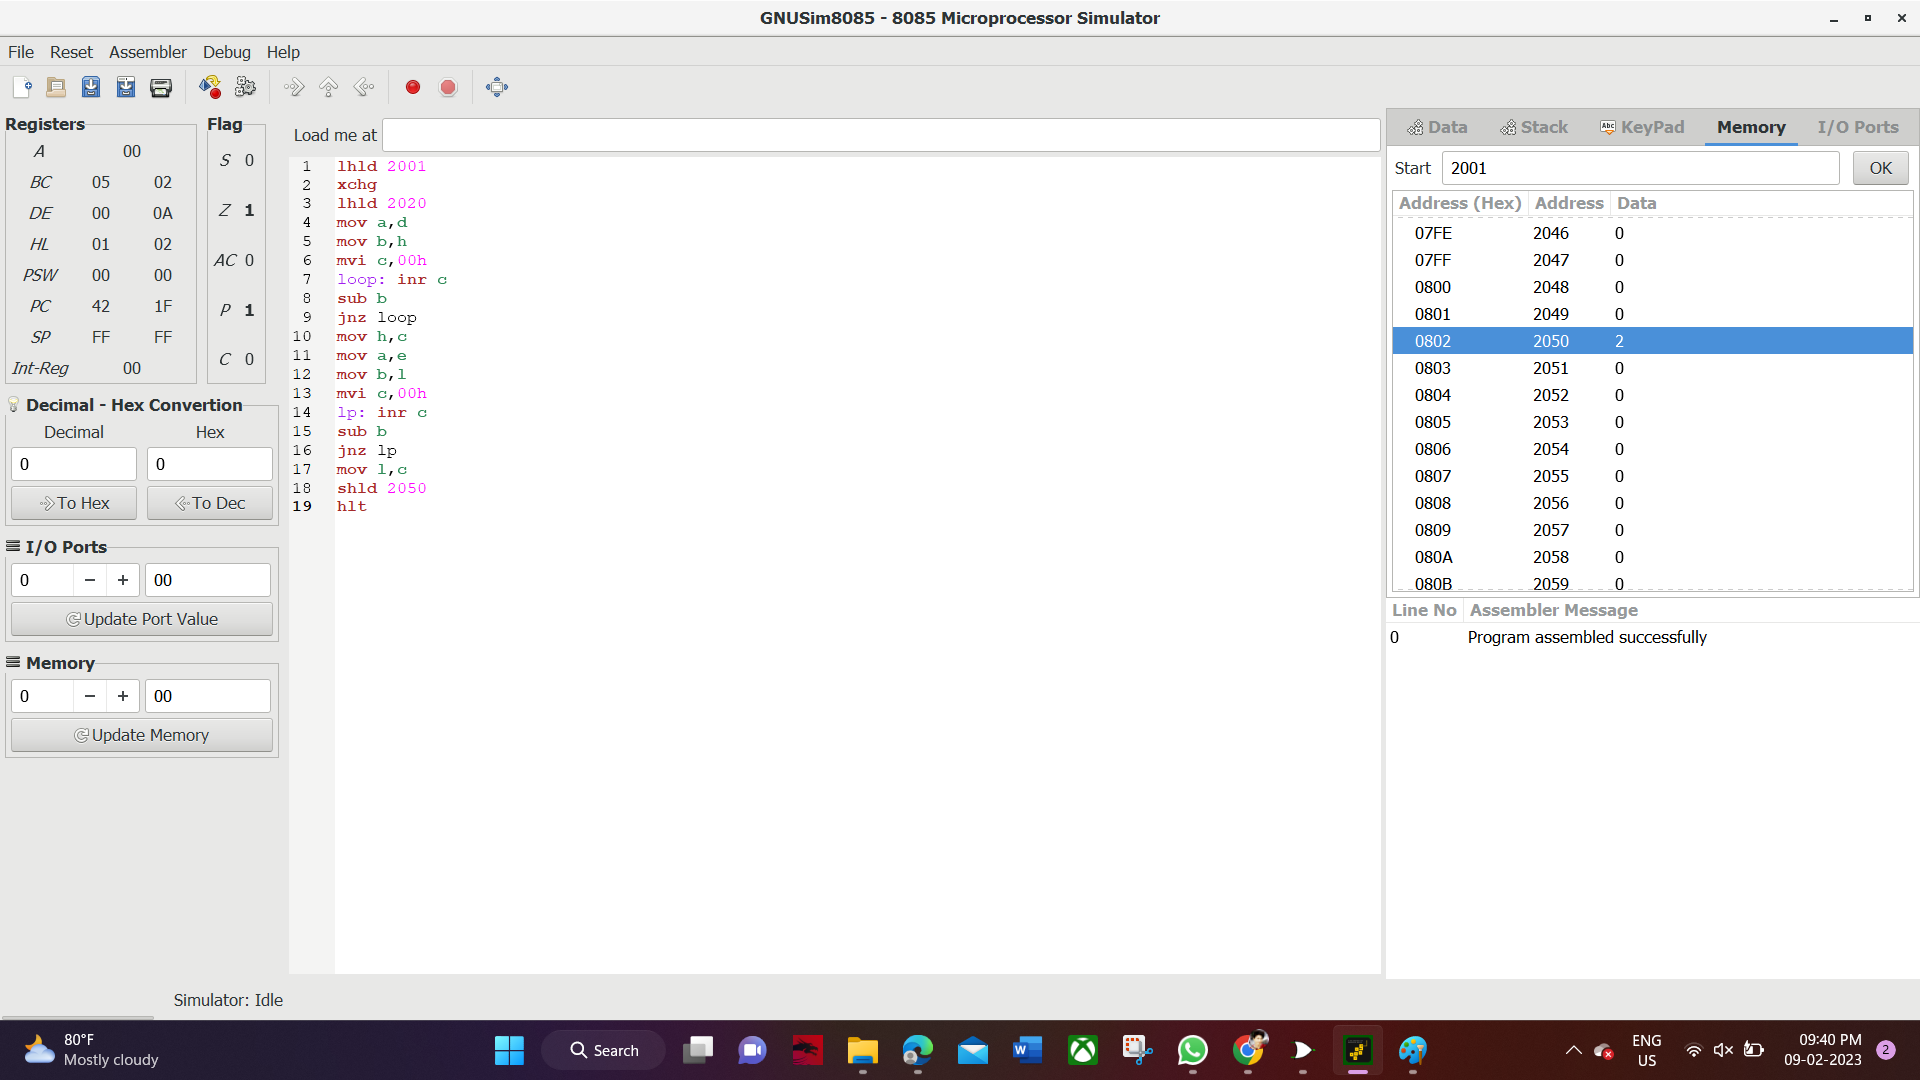 GNUSim8085 - 8085 Microprocessor Simulator
File Reset Assembler Debug Help
Registers
A 00
BC 05 02
DE 00 0A
HL 01 02
PSW 00 00
PC 42 1F
SP FF FF
Int-Reg 00
Flag
S 0
Z 1
AC 0
P 1
C 0
Decimal - Hex Convertion
Decimal Hex
0 0
To Hex To Dec
I/O Ports
0 − + 00
Update Port Value
Memory
0 − + 00
Update Memory
Load me at
1 lhld 2001
2 xchg
3 lhld 2020
4 mov a,d
5 mov b,h
6 mvi c,00h
7 loop: inr c
8 sub b
9 jnz loop
10 mov h,c
11 mov a,e
12 mov b,l
13 mvi c,00h
14 lp: inr c
15 sub b
16 jnz lp
17 mov l,c
18 shld 2050
19 hlt
Data Stack Abc KeyPad Memory I/O Ports
Start 2001 OK
Address (Hex) Address Data
07FE 2046 0
07FF 2047 0
0800 2048 0
0801 2049 0
0802 2050 2
0803 2051 0
0804 2052 0
0805 2053 0
0806 2054 0
0807 2055 0
0808 2056 0
0809 2057 0
080A 2058 0
080B 2059 0
Line No Assembler Message
0 Program assembled successfully
Simulator: Idle
80°F
Mostly cloudy
Search
W
ENG
US
09:40 PM
09-02-2023
2